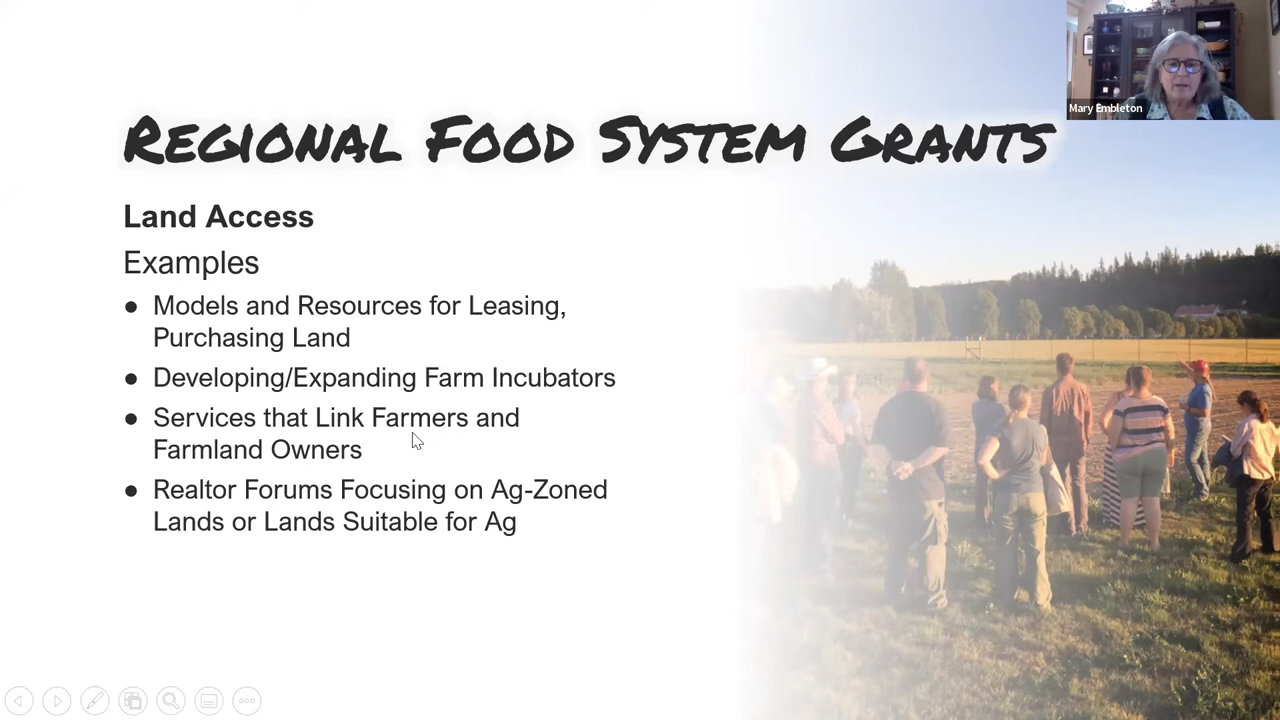 Mary Embleton
Regional Food System Grants
Land Access
Examples
● Models and Resources for Leasing,
Purchasing Land
● Developing/Expanding Farm Incubators
● Services that Link Farmers and
Farmland Owners
● Realtor Forums Focusing on Ag-Zoned
Lands or Lands Suitable for Ag